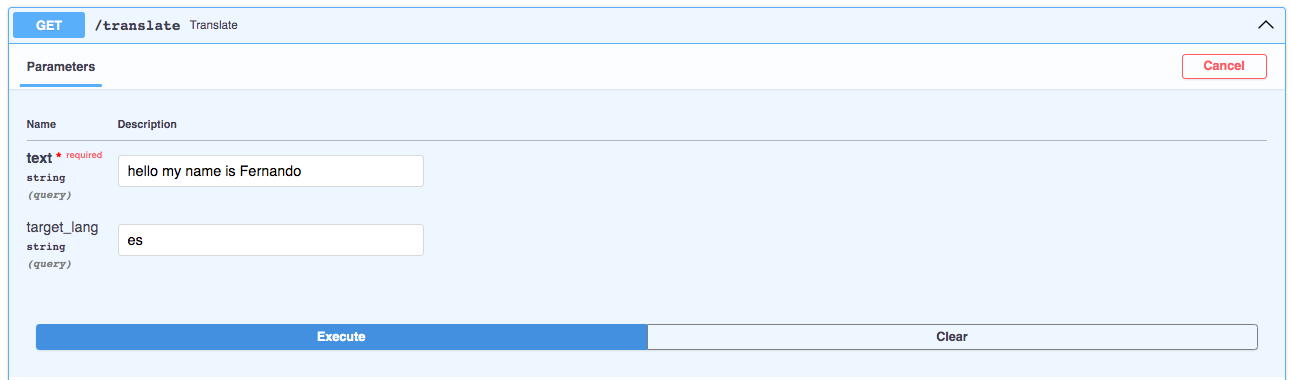 GET /translate Translate
Parameters
Cancel
Name Description
text * required
string
(query)
hello my name is Fernando
target_lang
string
(query)
es
Execute Clear